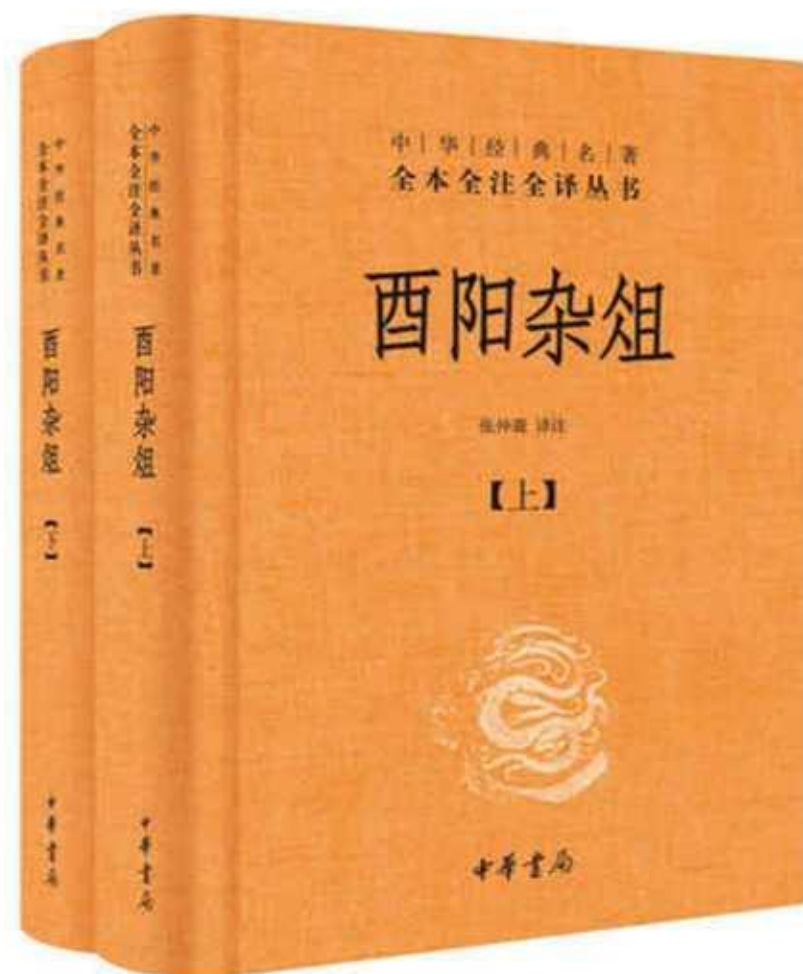 中|华|经|典|名|著
全本全注全译丛书
酉阳杂俎
张仲裁 译注
【上】
中华书局
中华经典名著
全本全注全译丛书
酉阳杂俎
【上】
中华书局
中华经典名著
全本全注全译丛书
酉阳杂俎
【下】
中华书局